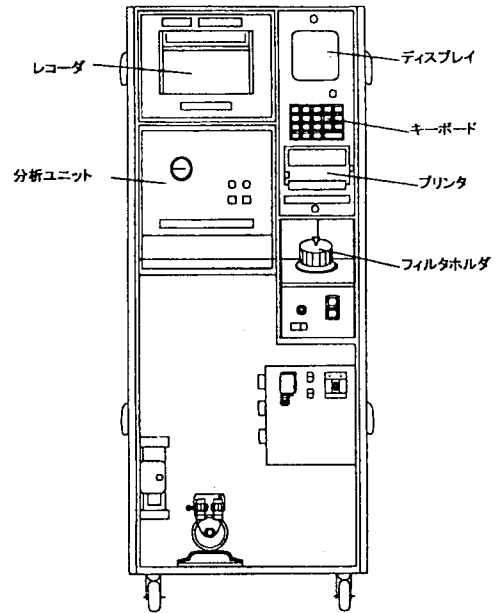 レコーダ
分析ユニット
ディスプレイ
キーボード
プリンタ
フィルタホルダ